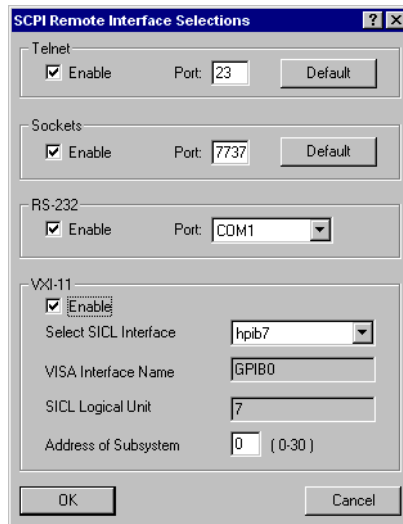 SCPI Remote Interface Selections
Telnet
Enable Port: 23 Default
Sockets
Enable Port: 7737 Default
RS-232
Enable Port: COM1
VXI-11
Enable
Select SICL Interface hpib7
VISA Interface Name GPIB0
SICL Logical Unit 7
Address of Subsystem 0 ( 0-30 )
OK Cancel